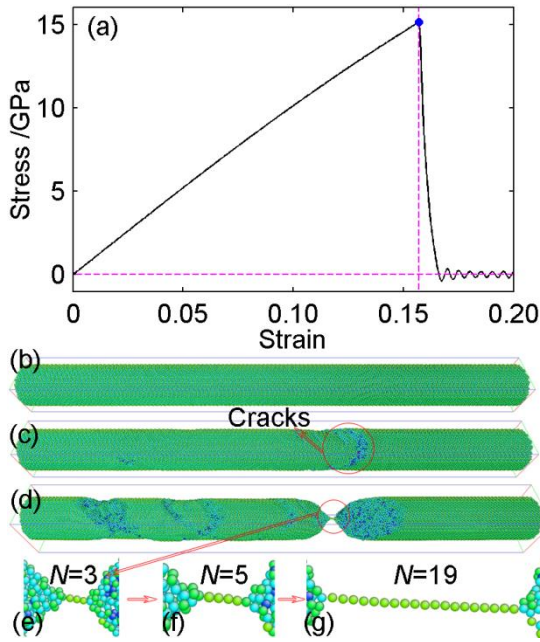 (a)
15
10
5
0
Stress /GPa
0 0.05 0.10 0.15 0.20
Strain
(b)
Cracks
(c)
(d)
N=3 N=5 N=19
(e) (f) (g)